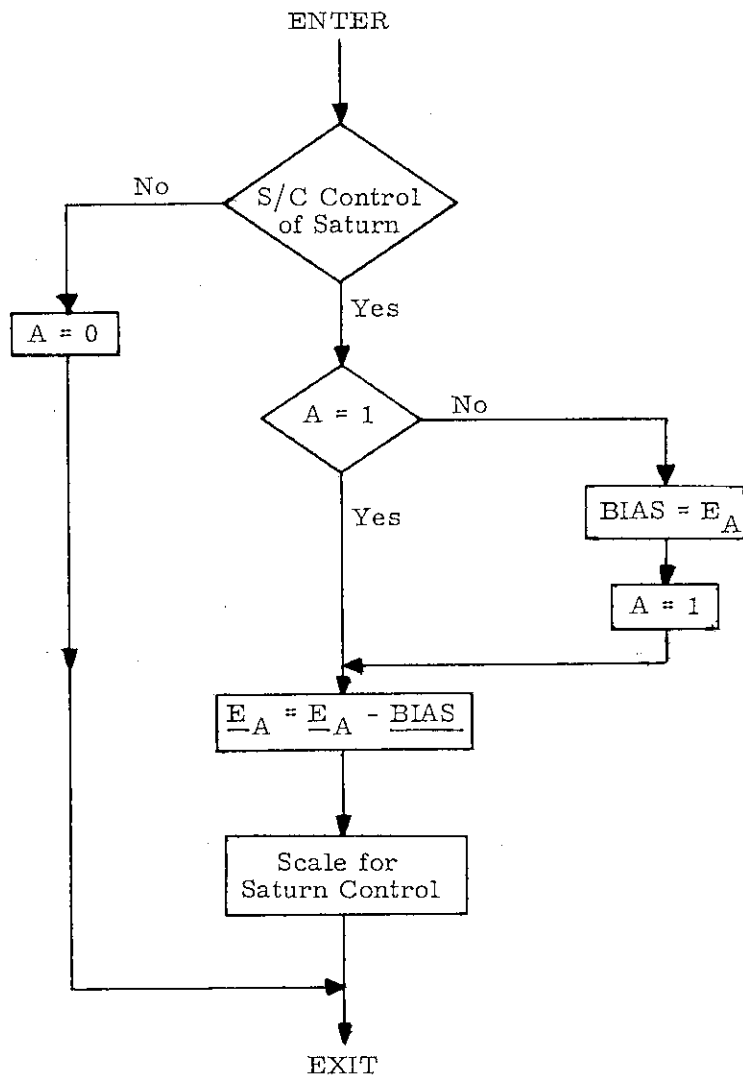 ENTER
S/C Control
of Saturn
No
Yes
A = 0
A = 1
No
Yes
BIAS = E_A
A = 1
E_A = E_A - BIAS
Scale for
Saturn Control
EXIT